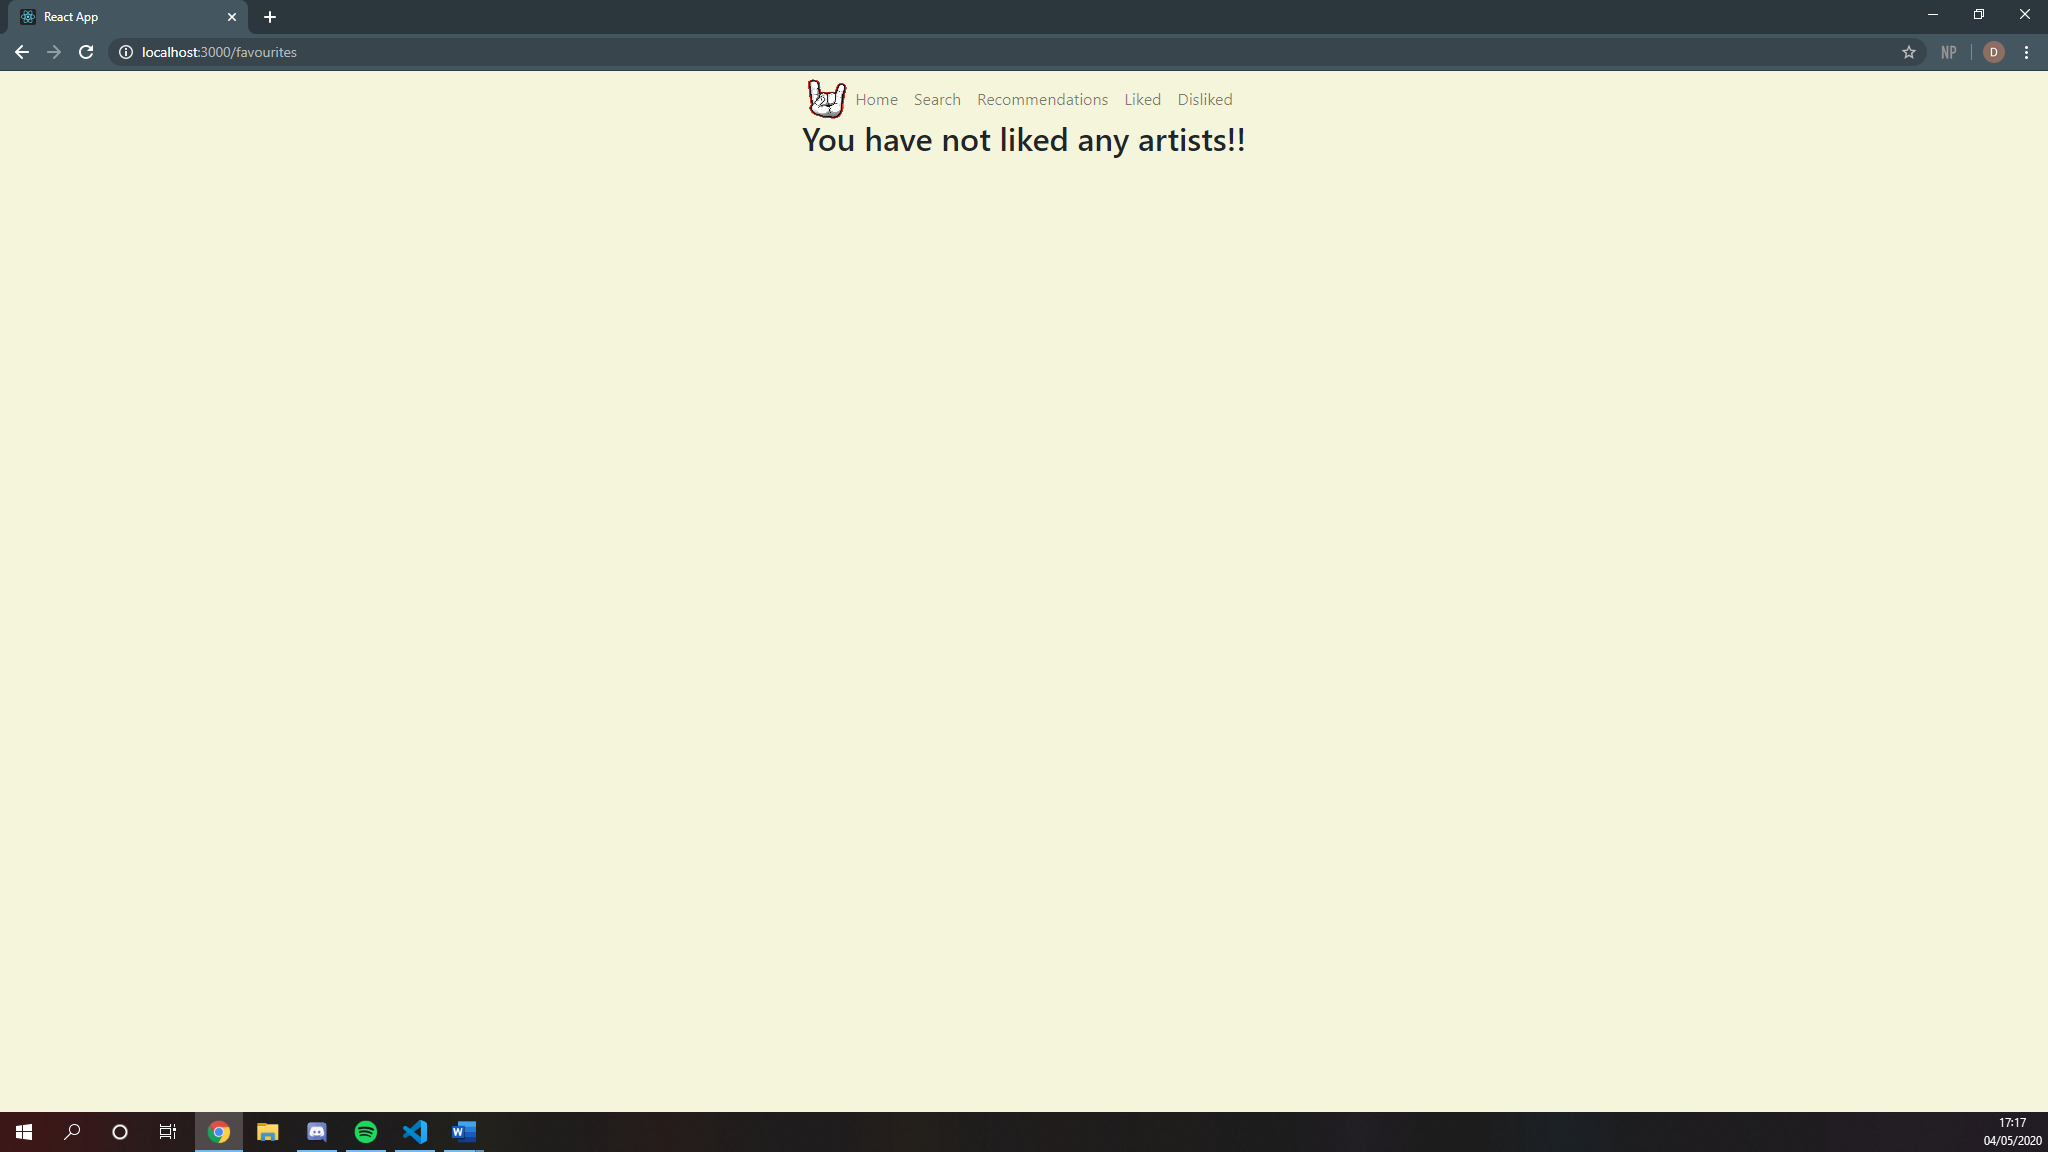 React App
localhost:3000/favourites
NP
D
Home Search Recommendations Liked Disliked
You have not liked any artists!!
17:17
04/05/2020